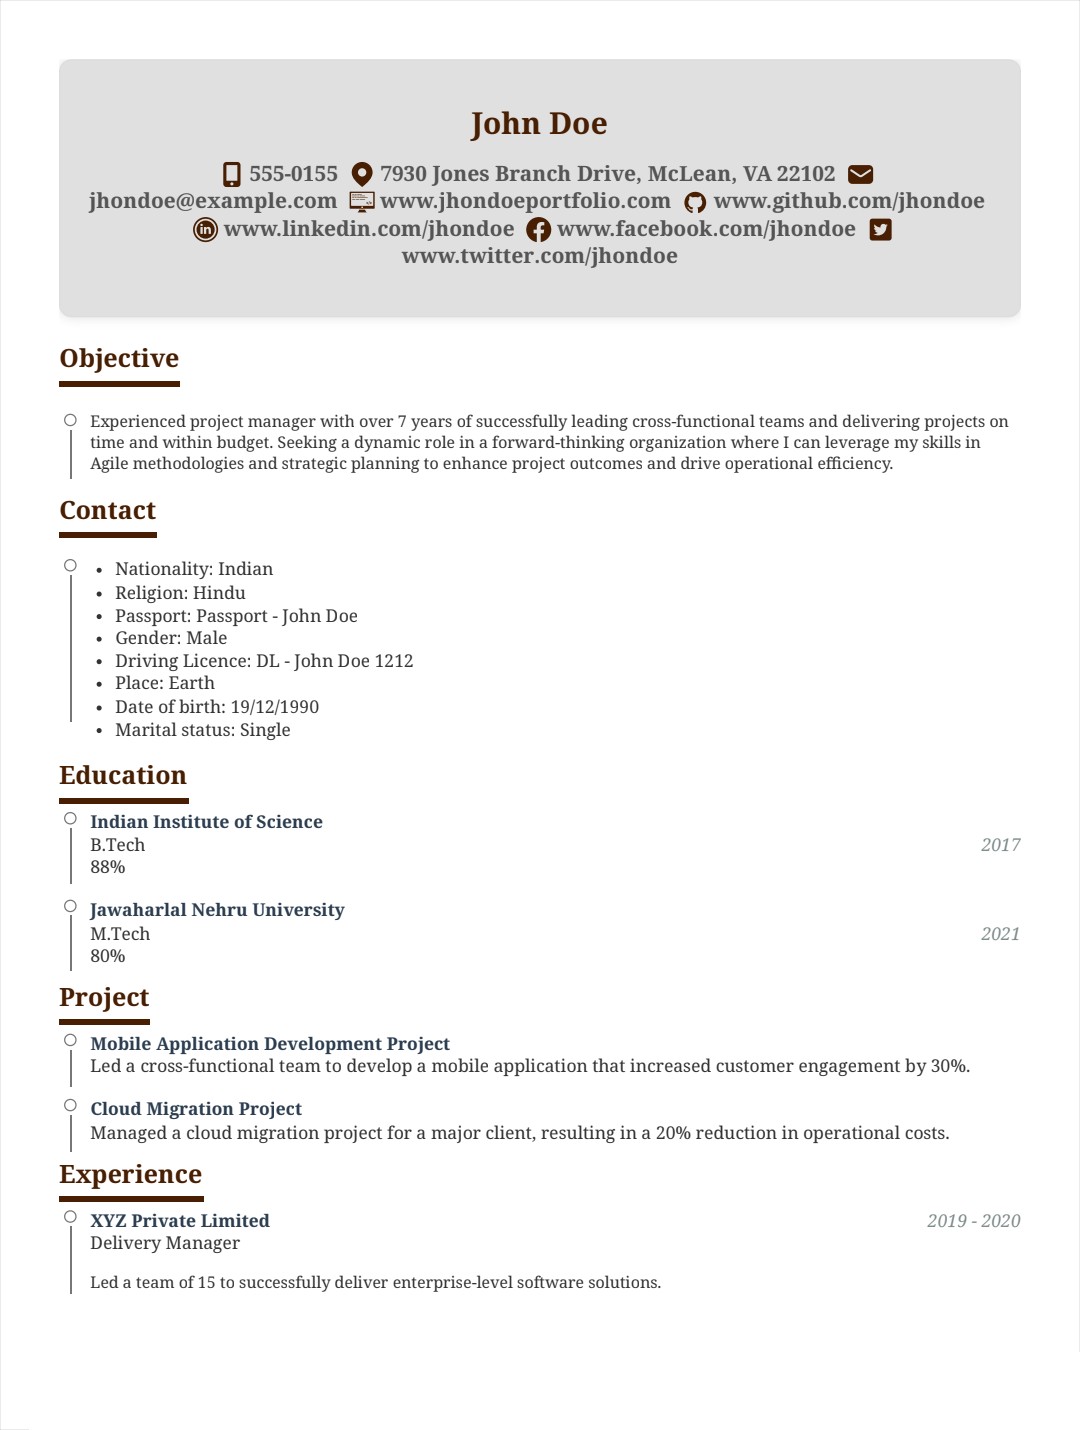 John Doe
555-0155 7930 Jones Branch Drive, McLean, VA 22102
jhondoe@example.com www.jhondoeportfolio.com www.github.com/jhondoe
www.linkedin.com/jhondoe www.facebook.com/jhondoe
www.twitter.com/jhondoe
Objective
Experienced project manager with over 7 years of successfully leading cross-functional teams and delivering projects on
time and within budget. Seeking a dynamic role in a forward-thinking organization where I can leverage my skills in
Agile methodologies and strategic planning to enhance project outcomes and drive operational efficiency.
Contact
• Nationality: Indian
• Religion: Hindu
• Passport: Passport - John Doe
• Gender: Male
• Driving Licence: DL - John Doe 1212
• Place: Earth
• Date of birth: 19/12/1990
• Marital status: Single
Education
Indian Institute of Science
B.Tech 2017
88%
Jawaharlal Nehru University
M.Tech 2021
80%
Project
Mobile Application Development Project
Led a cross-functional team to develop a mobile application that increased customer engagement by 30%.
Cloud Migration Project
Managed a cloud migration project for a major client, resulting in a 20% reduction in operational costs.
Experience
XYZ Private Limited 2019 - 2020
Delivery Manager
Led a team of 15 to successfully deliver enterprise-level software solutions.